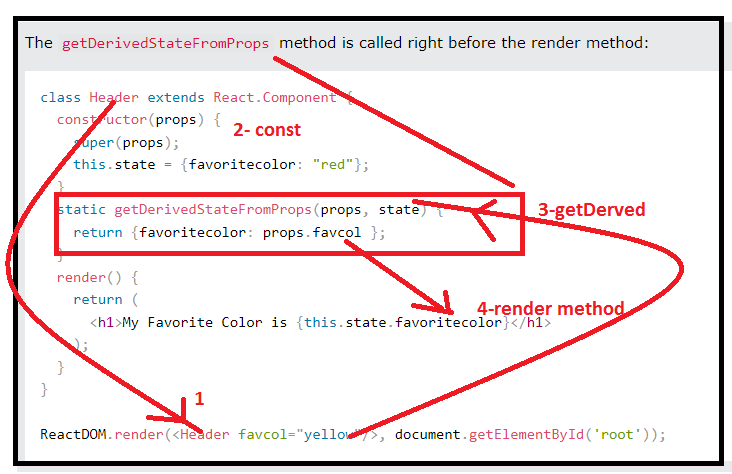 The getDerivedStateFromProps method is called right before the render method:
class Header extends React.Component {
constructor(props) {
2- const
super(props);
this.state = {favoritecolor: "red"};
}
static getDerivedStateFromProps(props, state) {
3-getDerved
return {favoritecolor: props.favcol };
}
render() {
return (
4-render method
<h1>My Favorite Color is {this.state.favoritecolor}</h1>
);
}
}
1
ReactDOM.render(<Header favcol="yellow"/>, document.getElementById('root'));